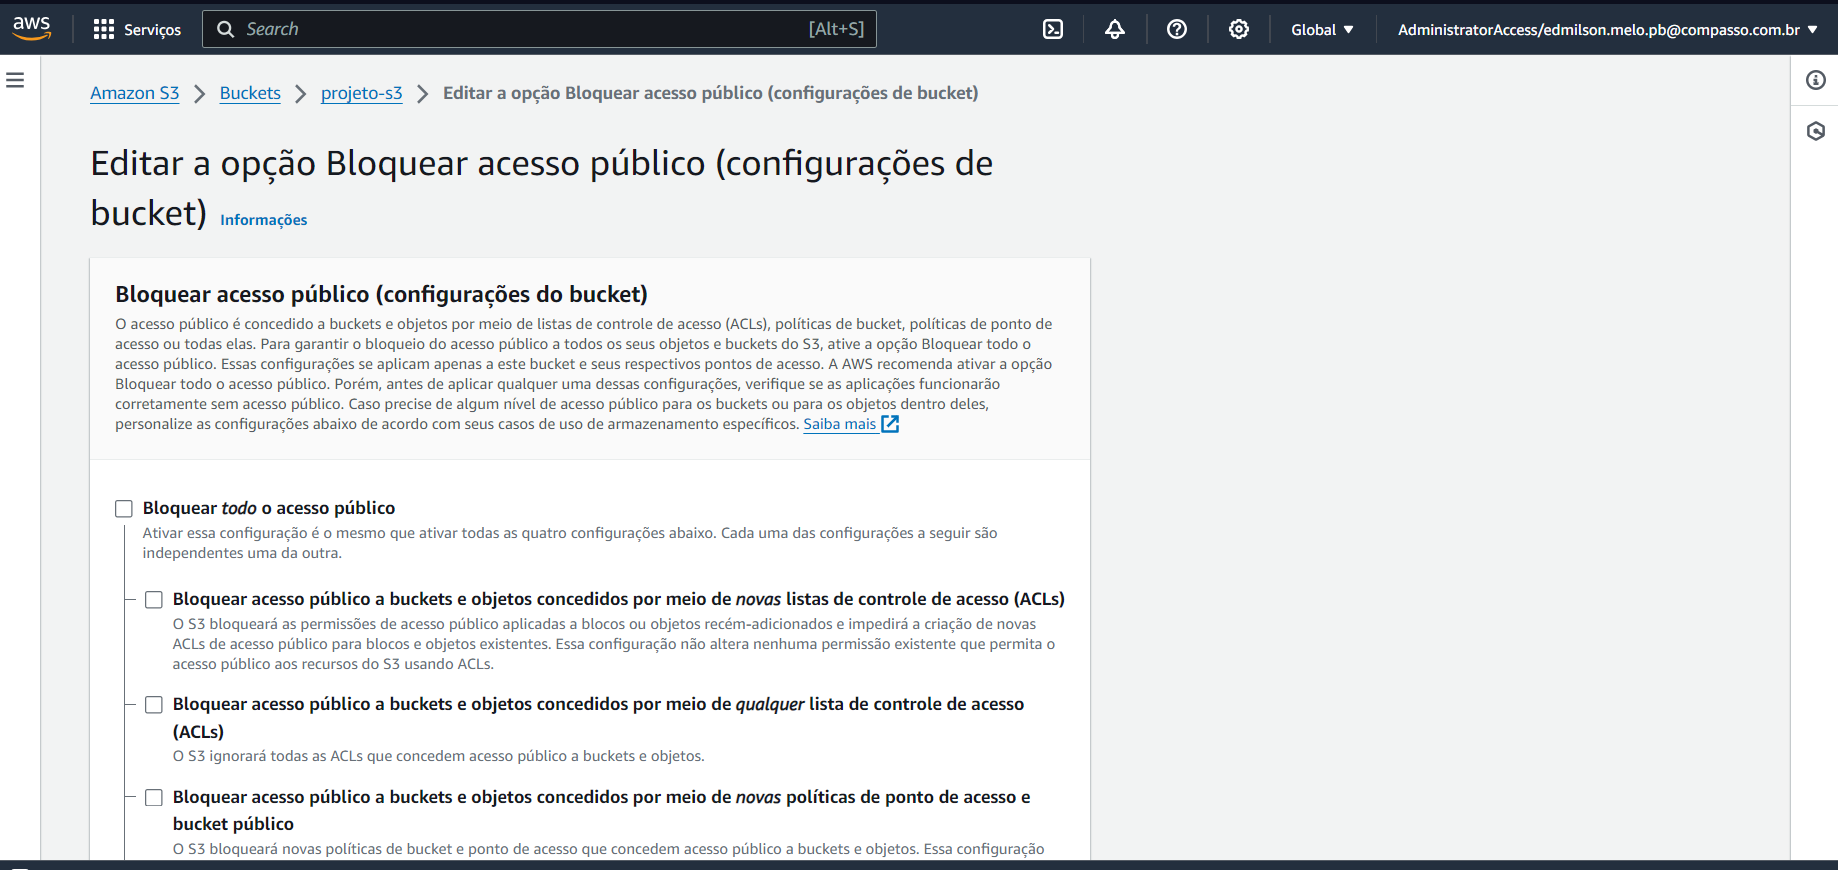 aws
Serviços
Search
[Alt+S]
Global
AdministratorAccess/edmilson.melo.pb@compasso.com.br
Amazon S3
Buckets
projeto-s3
Editar a opção Bloquear acesso público (configurações de bucket)
Editar a opção Bloquear acesso público (configurações de
bucket) Informações
Bloquear acesso público (configurações do bucket)
O acesso público é concedido a buckets e objetos por meio de listas de controle de acesso (ACLs), políticas de bucket, políticas de ponto de
acesso ou todas elas. Para garantir o bloqueio do acesso público a todos os seus objetos e buckets do S3, ative a opção Bloquear todo o
acesso público. Essas configurações se aplicam apenas a este bucket e seus respectivos pontos de acesso. A AWS recomenda ativar a opção
Bloquear todo o acesso público. Porém, antes de aplicar qualquer uma dessas configurações, verifique se as aplicações funcionarão
corretamente sem acesso público. Caso precise de algum nível de acesso público para os buckets ou para os objetos dentro deles,
personalize as configurações abaixo de acordo com seus casos de uso de armazenamento específicos. Saiba mais
Bloquear todo o acesso público
Ativar essa configuração é o mesmo que ativar todas as quatro configurações abaixo. Cada uma das configurações a seguir são
independentes uma da outra.
Bloquear acesso público a buckets e objetos concedidos por meio de novas listas de controle de acesso (ACLs)
O S3 bloqueará as permissões de acesso público aplicadas a blocos ou objetos recém-adicionados e impedirá a criação de novas
ACLs de acesso público para blocos e objetos existentes. Essa configuração não altera nenhuma permissão existente que permita o
acesso público aos recursos do S3 usando ACLs.
Bloquear acesso público a buckets e objetos concedidos por meio de qualquer lista de controle de acesso
(ACLs)
O S3 ignorará todas as ACLs que concedem acesso público a buckets e objetos.
Bloquear acesso público a buckets e objetos concedidos por meio de novas políticas de ponto de acesso e
bucket público
O S3 bloqueará novas políticas de bucket e ponto de acesso que concedem acesso público a buckets e objetos. Essa configuração